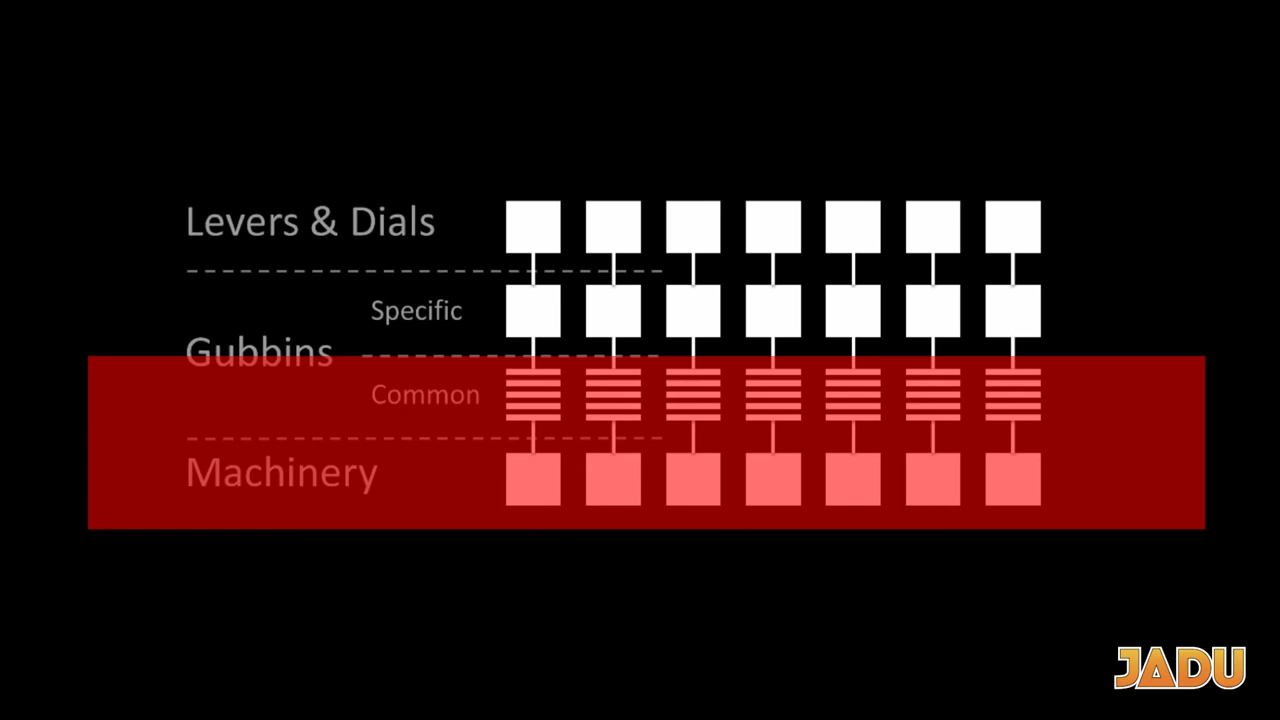 Levers & Dials
Specific
Gubbins
Common
Machinery
JADU